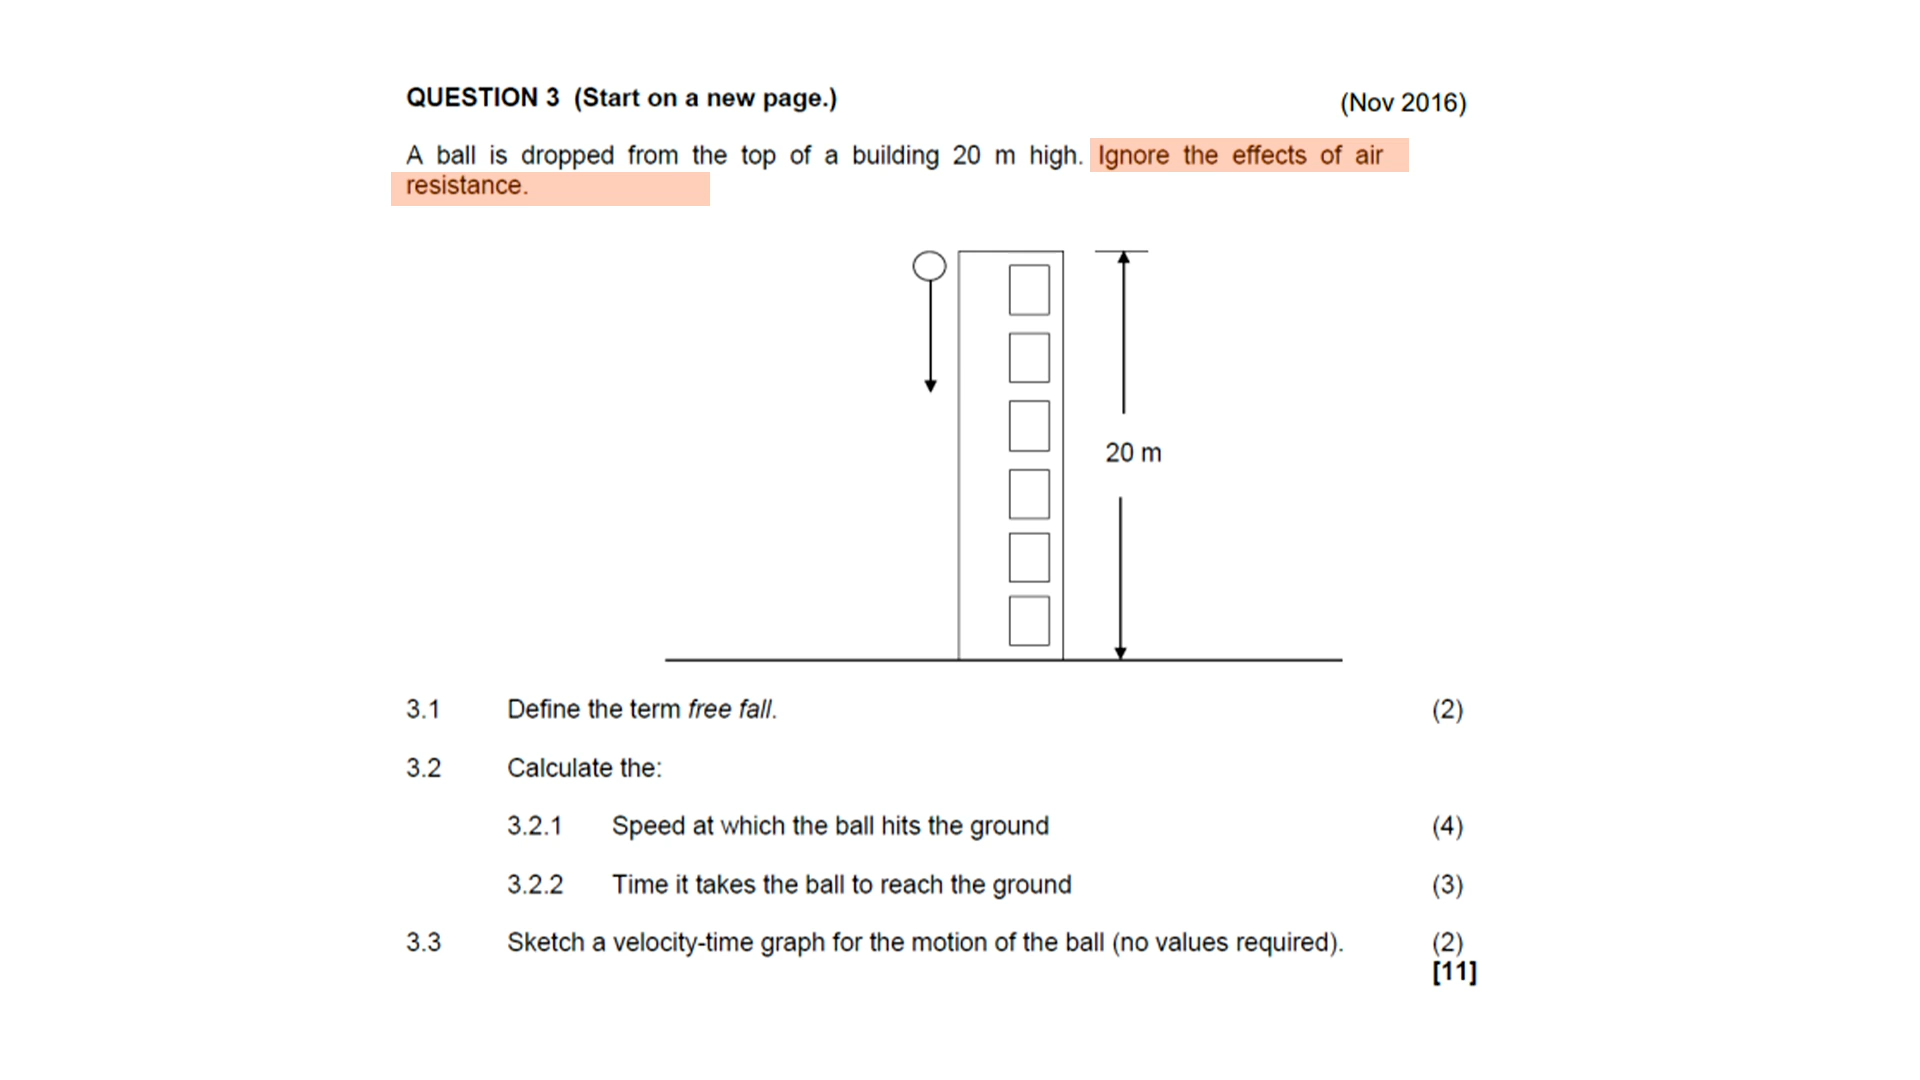 QUESTION 3 (Start on a new page.) (Nov 2016)
A ball is dropped from the top of a building 20 m high. Ignore the effects of air
resistance.
20 m
3.1 Define the term free fall. (2)
3.2 Calculate the:
3.2.1 Speed at which the ball hits the ground (4)
3.2.2 Time it takes the ball to reach the ground (3)
3.3 Sketch a velocity-time graph for the motion of the ball (no values required). (2)
[11]